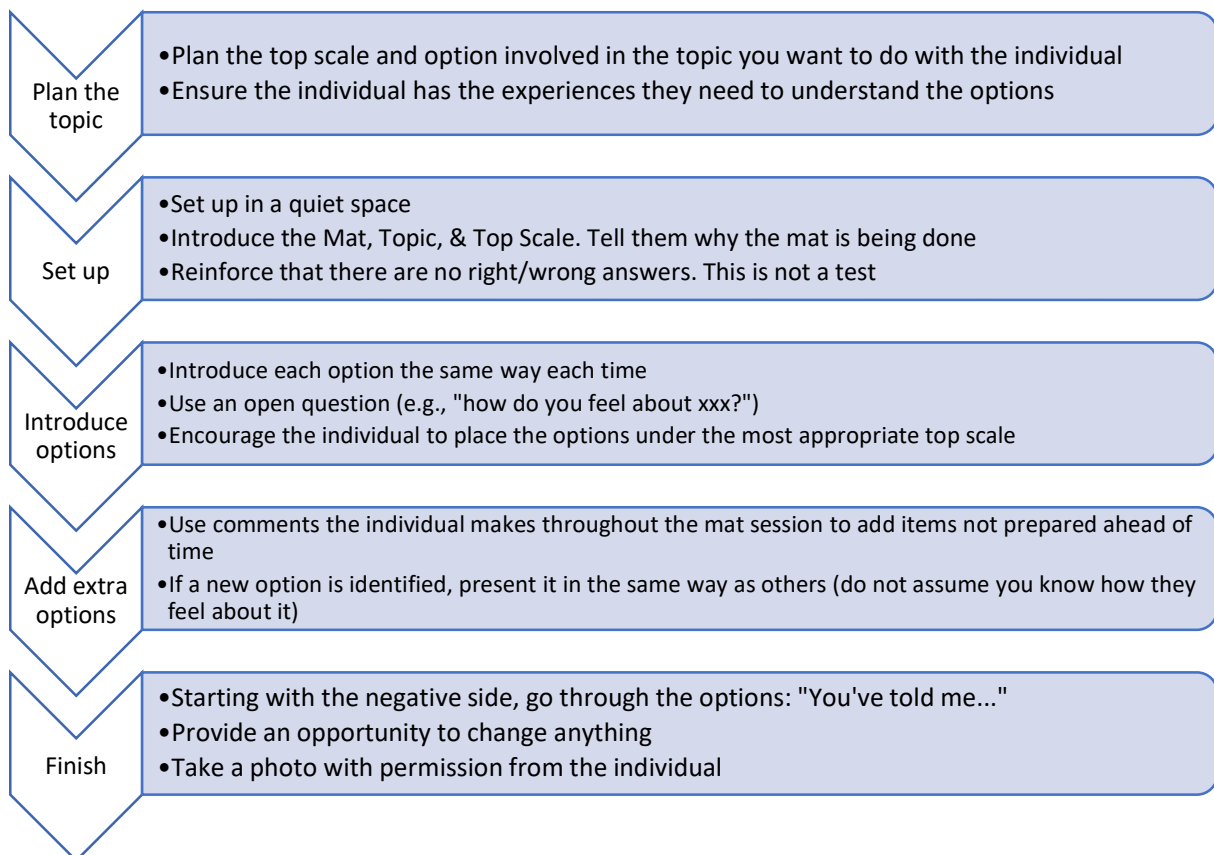 Plan the
topic
•Plan the top scale and option involved in the topic you want to do with the individual
•Ensure the individual has the experiences they need to understand the options
Set up
•Set up in a quiet space
•Introduce the Mat, Topic, & Top Scale. Tell them why the mat is being done
•Reinforce that there are no right/wrong answers. This is not a test
Introduce
options
•Introduce each option the same way each time
•Use an open question (e.g., "how do you feel about xxx?")
•Encourage the individual to place the options under the most appropriate top scale
Add extra
options
•Use comments the individual makes throughout the mat session to add items not prepared ahead of
time
•If a new option is identified, present it in the same way as others (do not assume you know how they
feel about it)
Finish
•Starting with the negative side, go through the options: "You've told me..."
•Provide an opportunity to change anything
•Take a photo with permission from the individual